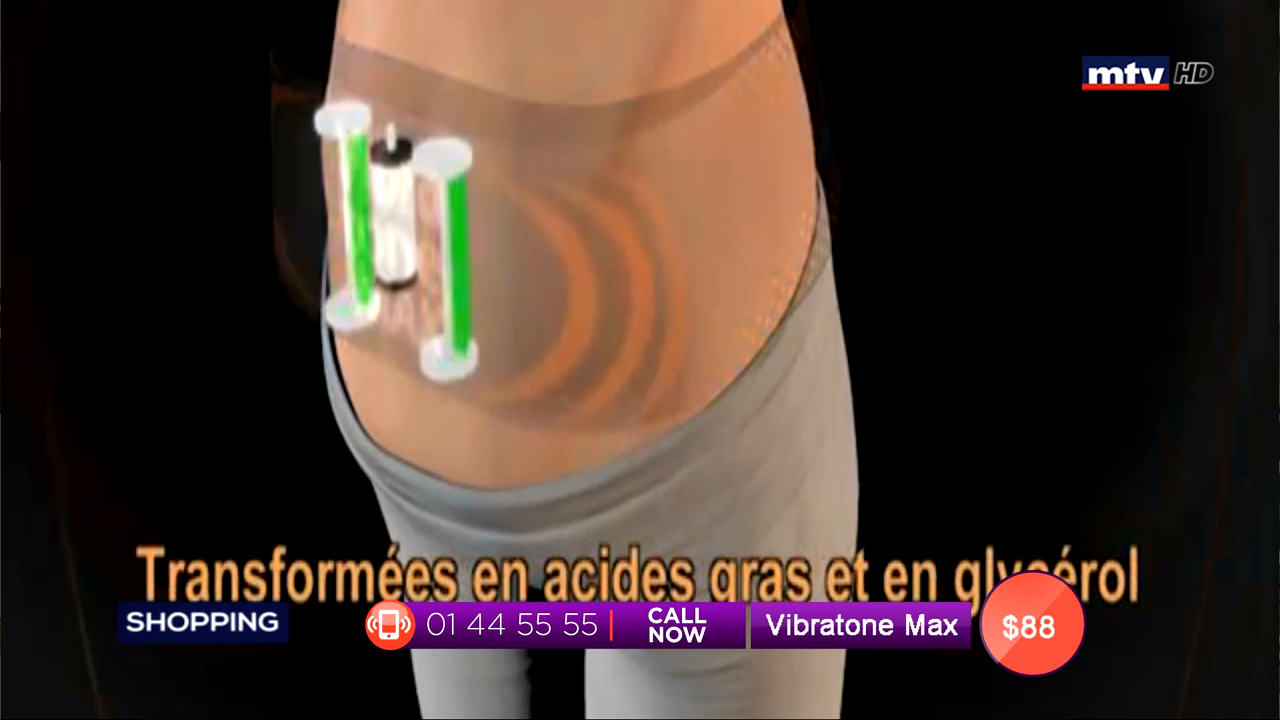 mtv HD
Transformées en acides gras et en glycérol
SHOPPING
01 44 55 55
CALL
NOW
Vibratone Max
$88